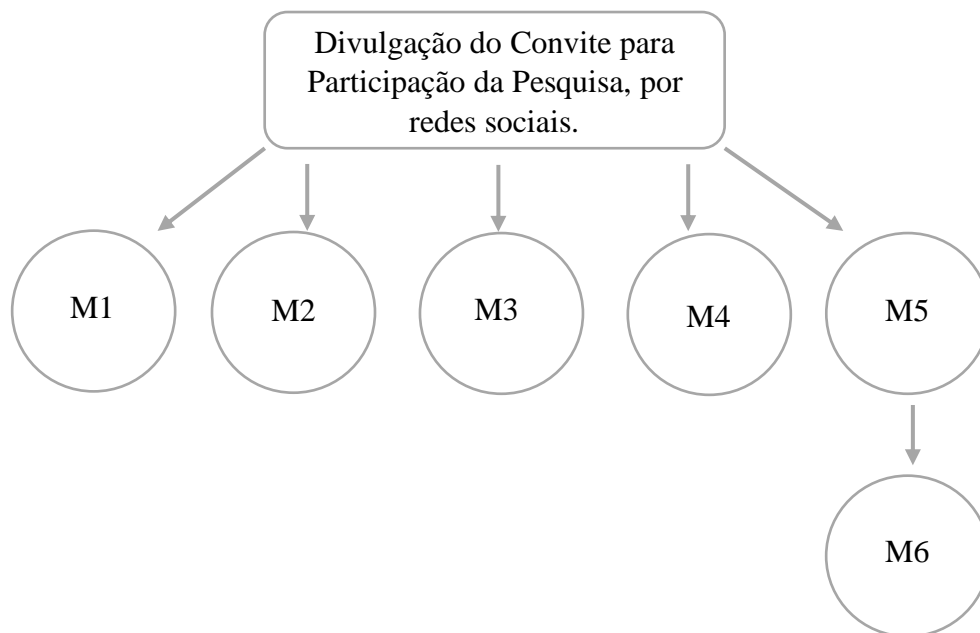 Divulgação do Convite para
Participação da Pesquisa, por
redes sociais.
M1
M2
M3
M4
M5
M6